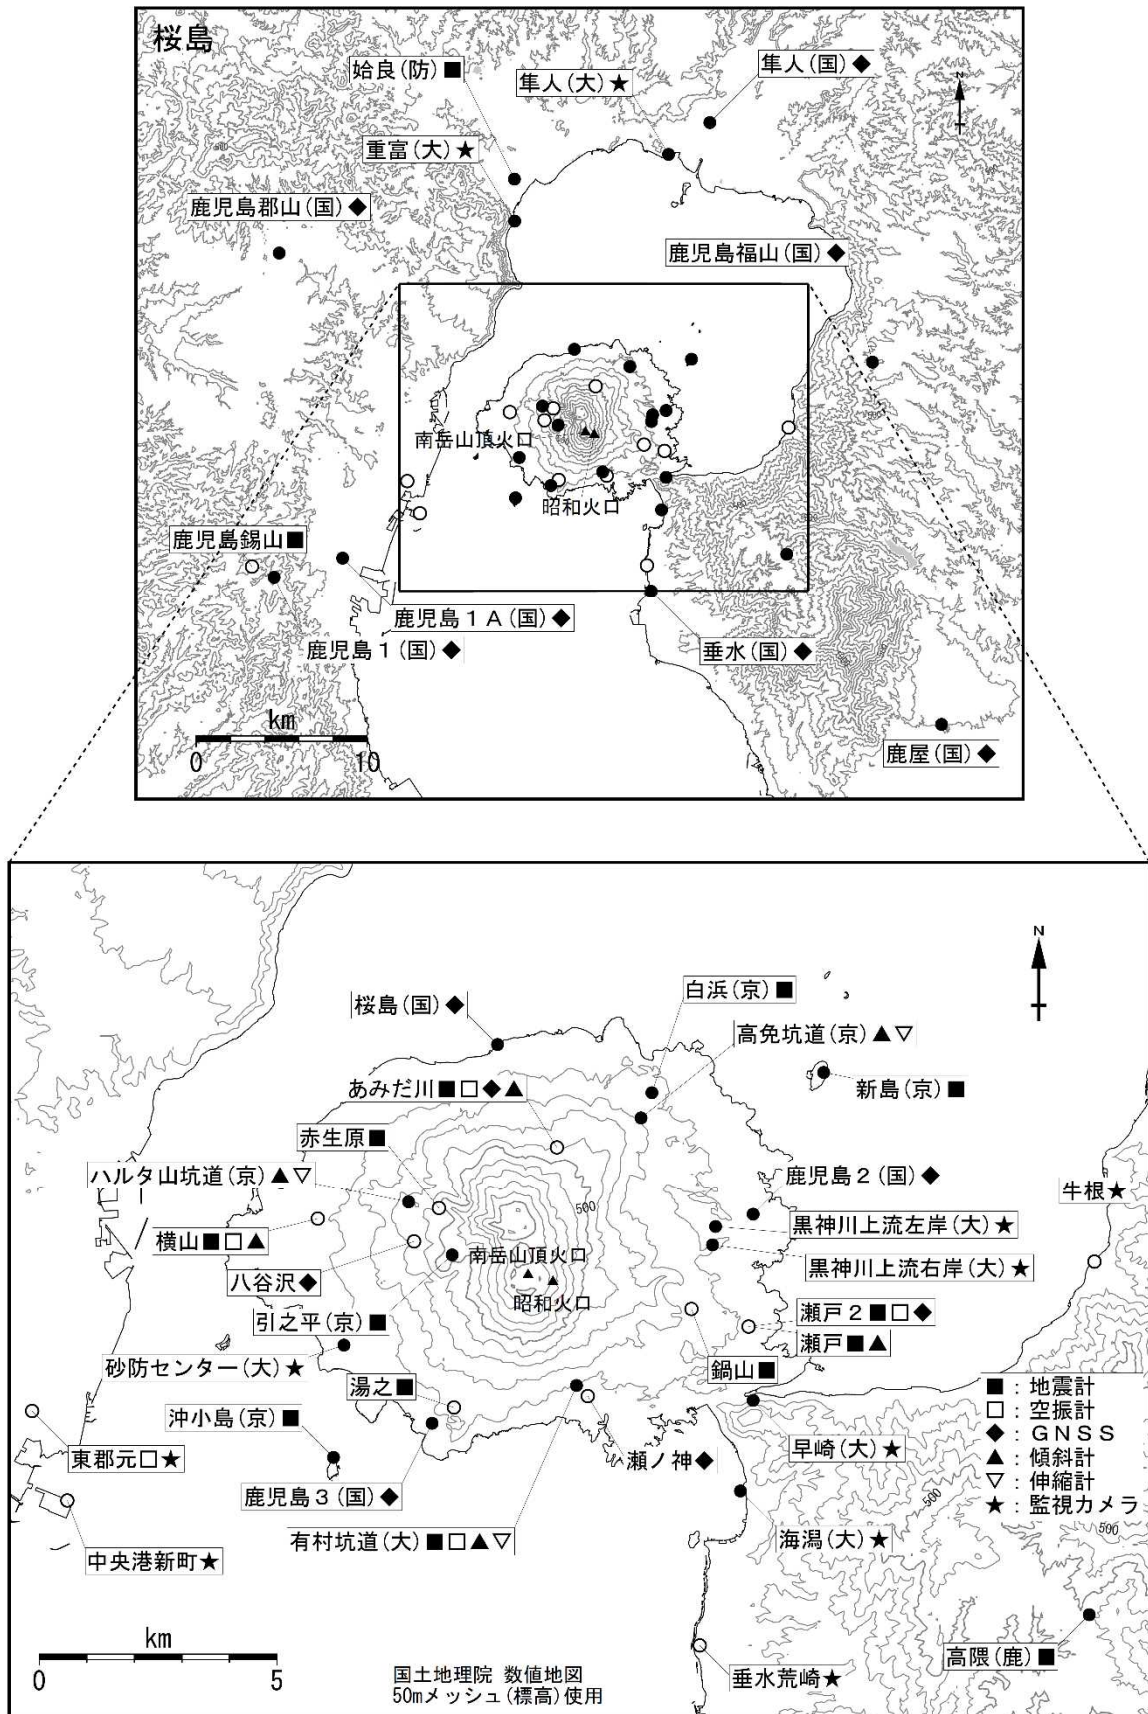 桜島
姶良(防)■
隼人(大)★
隼人(国)◆
N
重富(大)★
鹿児島郡山(国)◆
鹿児島福山(国)◆
南岳山頂火口
昭和火口
鹿児島錫山■
鹿児島1A(国)◆
鹿児島1(国)◆
垂水(国)◆
km
0 10
鹿屋(国)◆
N
白浜(京)■
桜島(国)◆
高免坑道(京)▲▽
あみだ川■□◆▲
新島(京)■
赤生原■
ハルタ山坑道(京)▲▽
鹿児島2(国)◆
牛根★
500
黒神川上流左岸(大)★
横山■□▲
南岳山頂火口
黒神川上流右岸(大)★
八谷沢◆
昭和火口
瀬戸2■□◆
引之平(京)■
瀬戸■▲
砂防センター(大)★
鍋山■
湯之■
■:地震計
沖小島(京)■
□:空振計
◆:GNSS
東郡元□★
早崎(大)★
▲:傾斜計
瀬ノ神◆
▽:伸縮計
鹿児島3(国)◆
★:監視カメラ
500
500
有村坑道(大)■□▲▽
海潟(大)★
中央港新町★
km
0 5
高隈(鹿)■
国土地理院 数値地図
50mメッシュ(標高)使用
垂水荒崎★